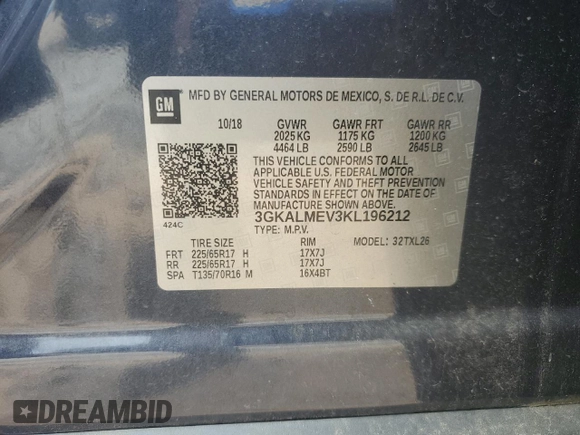 GM
MFD BY GENERAL MOTORS DE MEXICO, S. DE R.L. DE C.V.
10/18 GVWR GAWR FRT GAWR RR
2025 KG 1175 KG 1200 KG
4464 LB 2590 LB 2645 LB
THIS VEHICLE CONFORMS TO ALL
APPLICABLE U.S. FEDERAL MOTOR
VEHICLE SAFETY AND THEFT PREVENTION
STANDARDS IN EFFECT ON THE DATE OF
MANUFACTURE SHOWN ABOVE.
424C
3GKALMEV3KL196212
TYPE: M.P.V.
TIRE SIZE RIM MODEL: 32TXL26
FRT 225/65R17 H 17X7J
RR 225/65R17 H 17X7J
SPA T135/70R16 M 16X4BT
DREAMBID